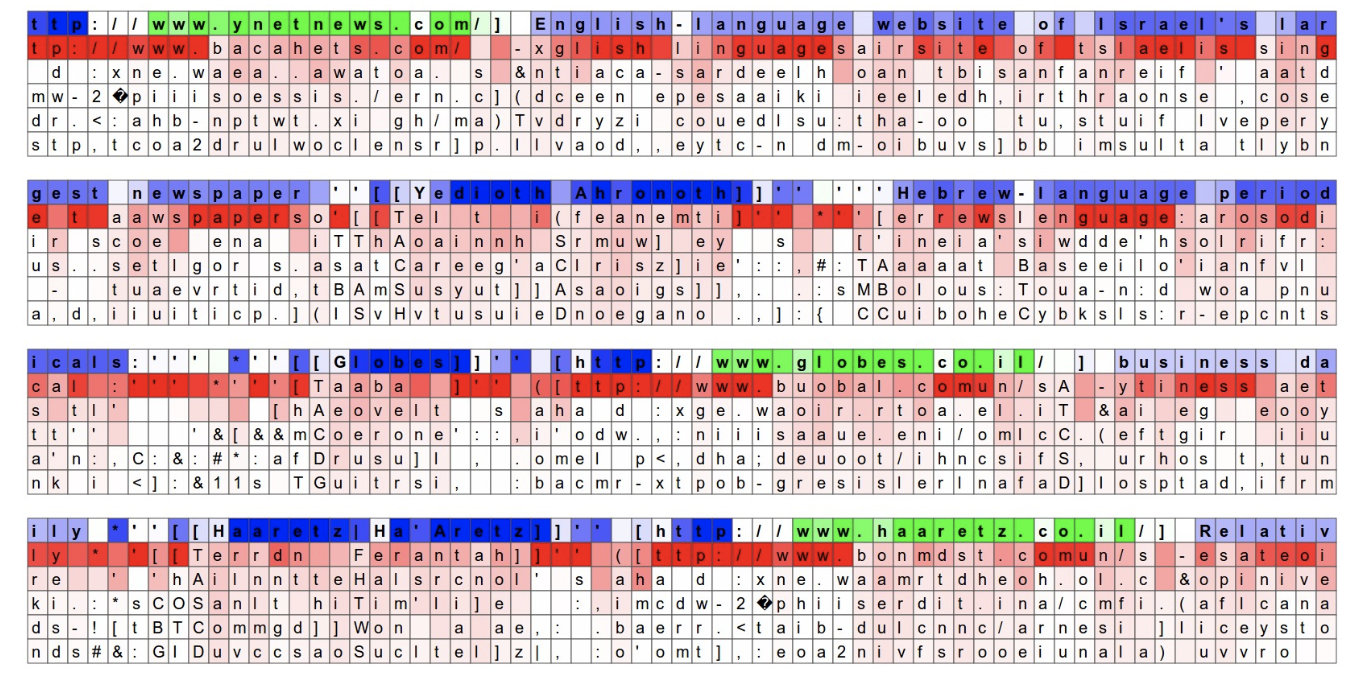 ttp://www.ynetnews.com/] English-language website of Israel's lar
tp://www.bacahets.com/ -xglish linguagesairsite of tslaelis sing
d :xne.waea..awatoa. s &ntiaca-sardeelh oan tbisanfanreif ' aatd
mw-2�piiisoessis./ern.c](dceen epesaaiki ieeledh,irthraonse ,cose
dr.<:ahb-nptwt.xi gh/ma)Tvdryzi couedlsu:tha-oo tu,stuif lvepery
stp,tcoa2drulwoclensr]p.llvaod,,eytc-n dm-oibuvs]bb imsulta tlybn
gest newspaper ''[[Yedioth Ahronoth]]'' '''Hebrew-language period
e t aawspaperso'[[Tel t i(feanemti]'' *''[errewslenguage:arosodi
ir scoe ena iTThAoainnh Srmuw] ey s ['ineia'siwdde'hsolrifr:
us..setlgor s.asatCareeg'aClriszlie'::,#:TAaaaat Baseeilo'ianfvl
- tuaevrtid,tBAmSusyut]]Asaoigs]],. .:sMBolous:Toua-n:d woa pnu
a,d,iiuiticp.](ISvHvtusuieDnoegano .,]:{ CCuiboheCybksls:r-epcnts
icals:''' *''[[Globes]]'' [http://www.globes.co.il/ ] business da
cal :''' *''[[Taaba ]'' ([ttp://www.buobal.comun/sA -ytiness aet
s tl' [hAeovelt s aha d :xge.waoir.rtoa.el.iT &ai eg eooy
tt'' '&[&&mCoerone'::,i'odw.,:niiisaaue.eni/omlcC.(eftgir iiu
a'n:,C:&:#*:afDrusu]l , .omel p<,dha;deuoot/ihncsifS, urhos t,tun
nk i <]:&11s TGuitrsi, :bacmr-xtpob-gresislerlnafaD]losptad,ifrm
ily *''[[Haaretz|Ha'Aretz]]'' [http://www.haaretz.co.il/] Relativ
ly* '[[Terrdn Ferantah]]'' ([ttp://www.bonmdst.comun/s -esateoi
re ' 'hAilnntteHalsrcnol' s aha d :xne.waamrtdheoh.ol.c &opinive
ki.:*sCOSanlt hiTim'li]e :,imcdw-2�phiiserdit.ina/cmfi.(aflcana
ds-![tBTCommgd]]Won a ae,: .baerr.<taib-dulcnnc/arnesi ]liceysto
nds#&:GIDuvccsaoSucltel]z|, :o'omt],:eoa2nivfsrooeiunala) uvvro